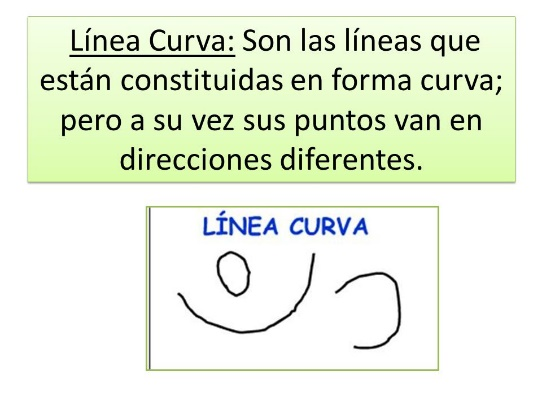 Línea Curva: Son las líneas que
están constituidas en forma curva;
pero a su vez sus puntos van en
direcciones diferentes.
LÍNEA CURVA